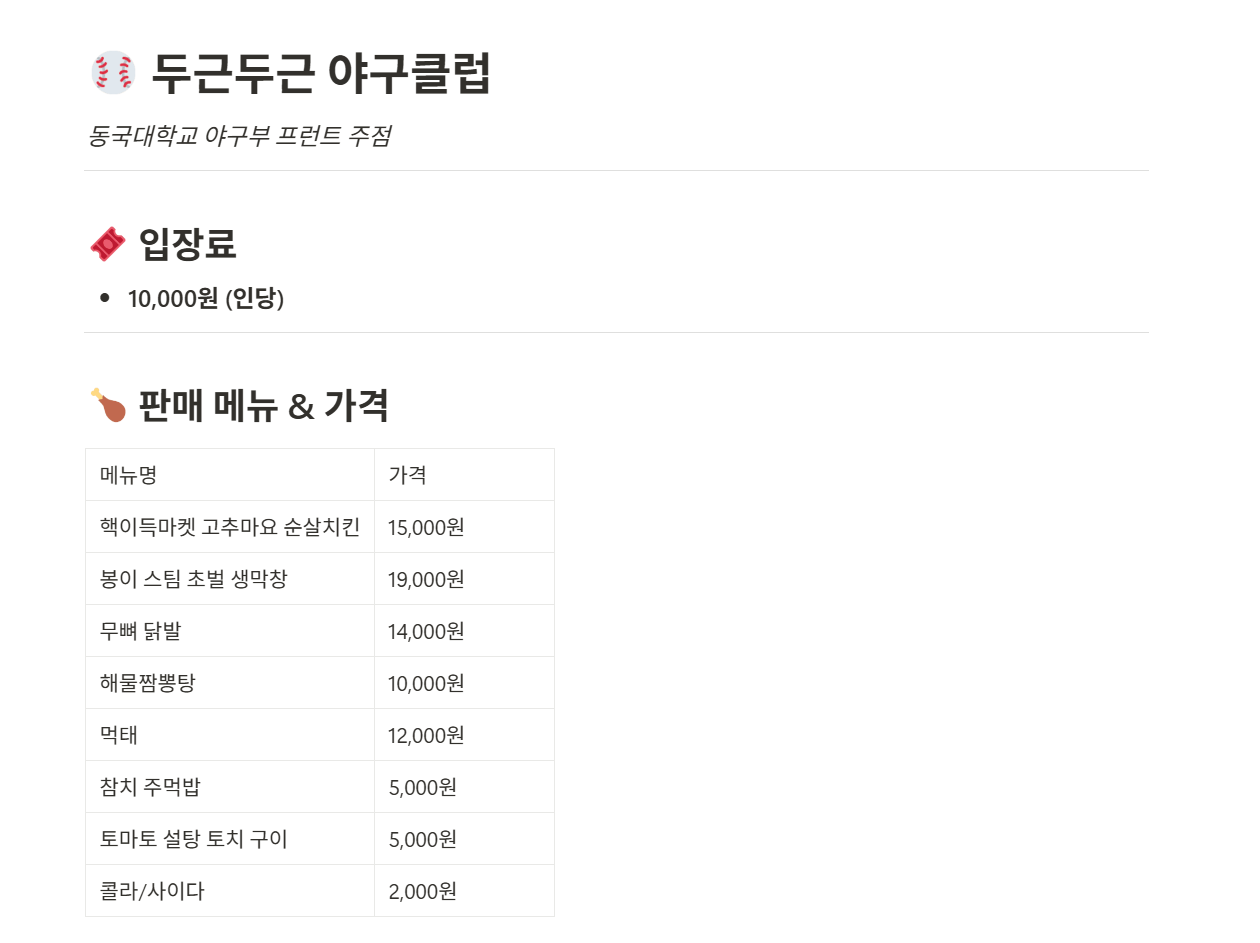 두근두근 야구클럽
동국대학교 야구부 프런트 주점
입장료
• 10,000원 (인당)
판매 메뉴 & 가격
메뉴명 가격
핵이득마켓 고추마요 순살치킨 15,000원
봉이 스팀 초벌 생막창 19,000원
무뼈 닭발 14,000원
해물짬뽕탕 10,000원
먹태 12,000원
참치 주먹밥 5,000원
토마토 설탕 토치 구이 5,000원
콜라/사이다 2,000원